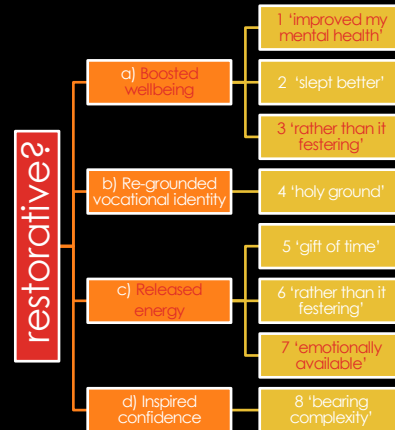 restorative?
a) Boosted
wellbeing
1 ‘improved my
mental health’
2 ‘slept better’
3 ‘rather than it
festering’
b) Re-grounded
vocational identity
4 ‘holy ground’
c) Released
energy
5 ‘gift of time’
6 ‘rather than it
festering’
7 ‘emotionally
available’
d) Inspired
confidence
8 ‘bearing
complexity’